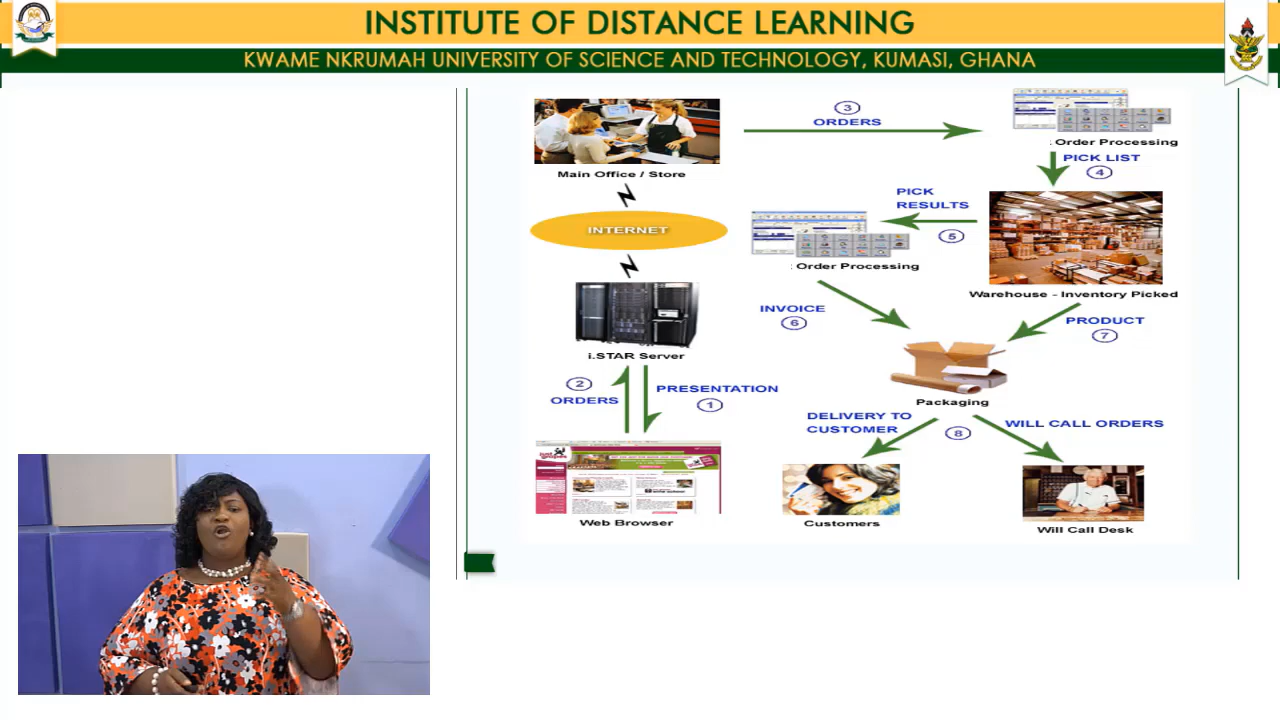 INSTITUTE OF DISTANCE LEARNING
KWAME NKRUMAH UNIVERSITY OF SCIENCE AND TECHNOLOGY, KUMASI, GHANA
3
ORDERS
Order Processing
Main Office / Store
PICK LIST
4
PICK
RESULTS
5
INTERNET
Order Processing
Warehouse - Inventory Picked
INVOICE
6
PRODUCT
7
i.STAR Server
2
ORDERS
PRESENTATION
1
Packaging
DELIVERY TO
CUSTOMER
8
WILL CALL ORDERS
Web Browser
Customers
Will Call Desk